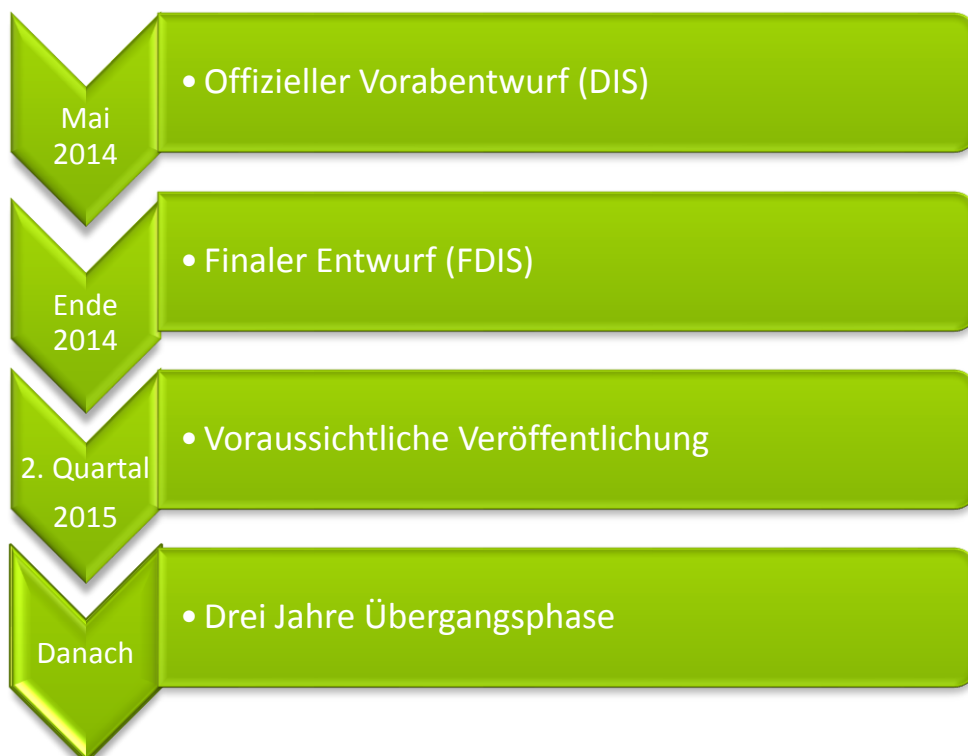 Mai
2014
• Offizieller Vorabentwurf (DIS)
Ende
2014
• Finaler Entwurf (FDIS)
2. Quartal
2015
• Voraussichtliche Veröffentlichung
Danach
• Drei Jahre Übergangsphase